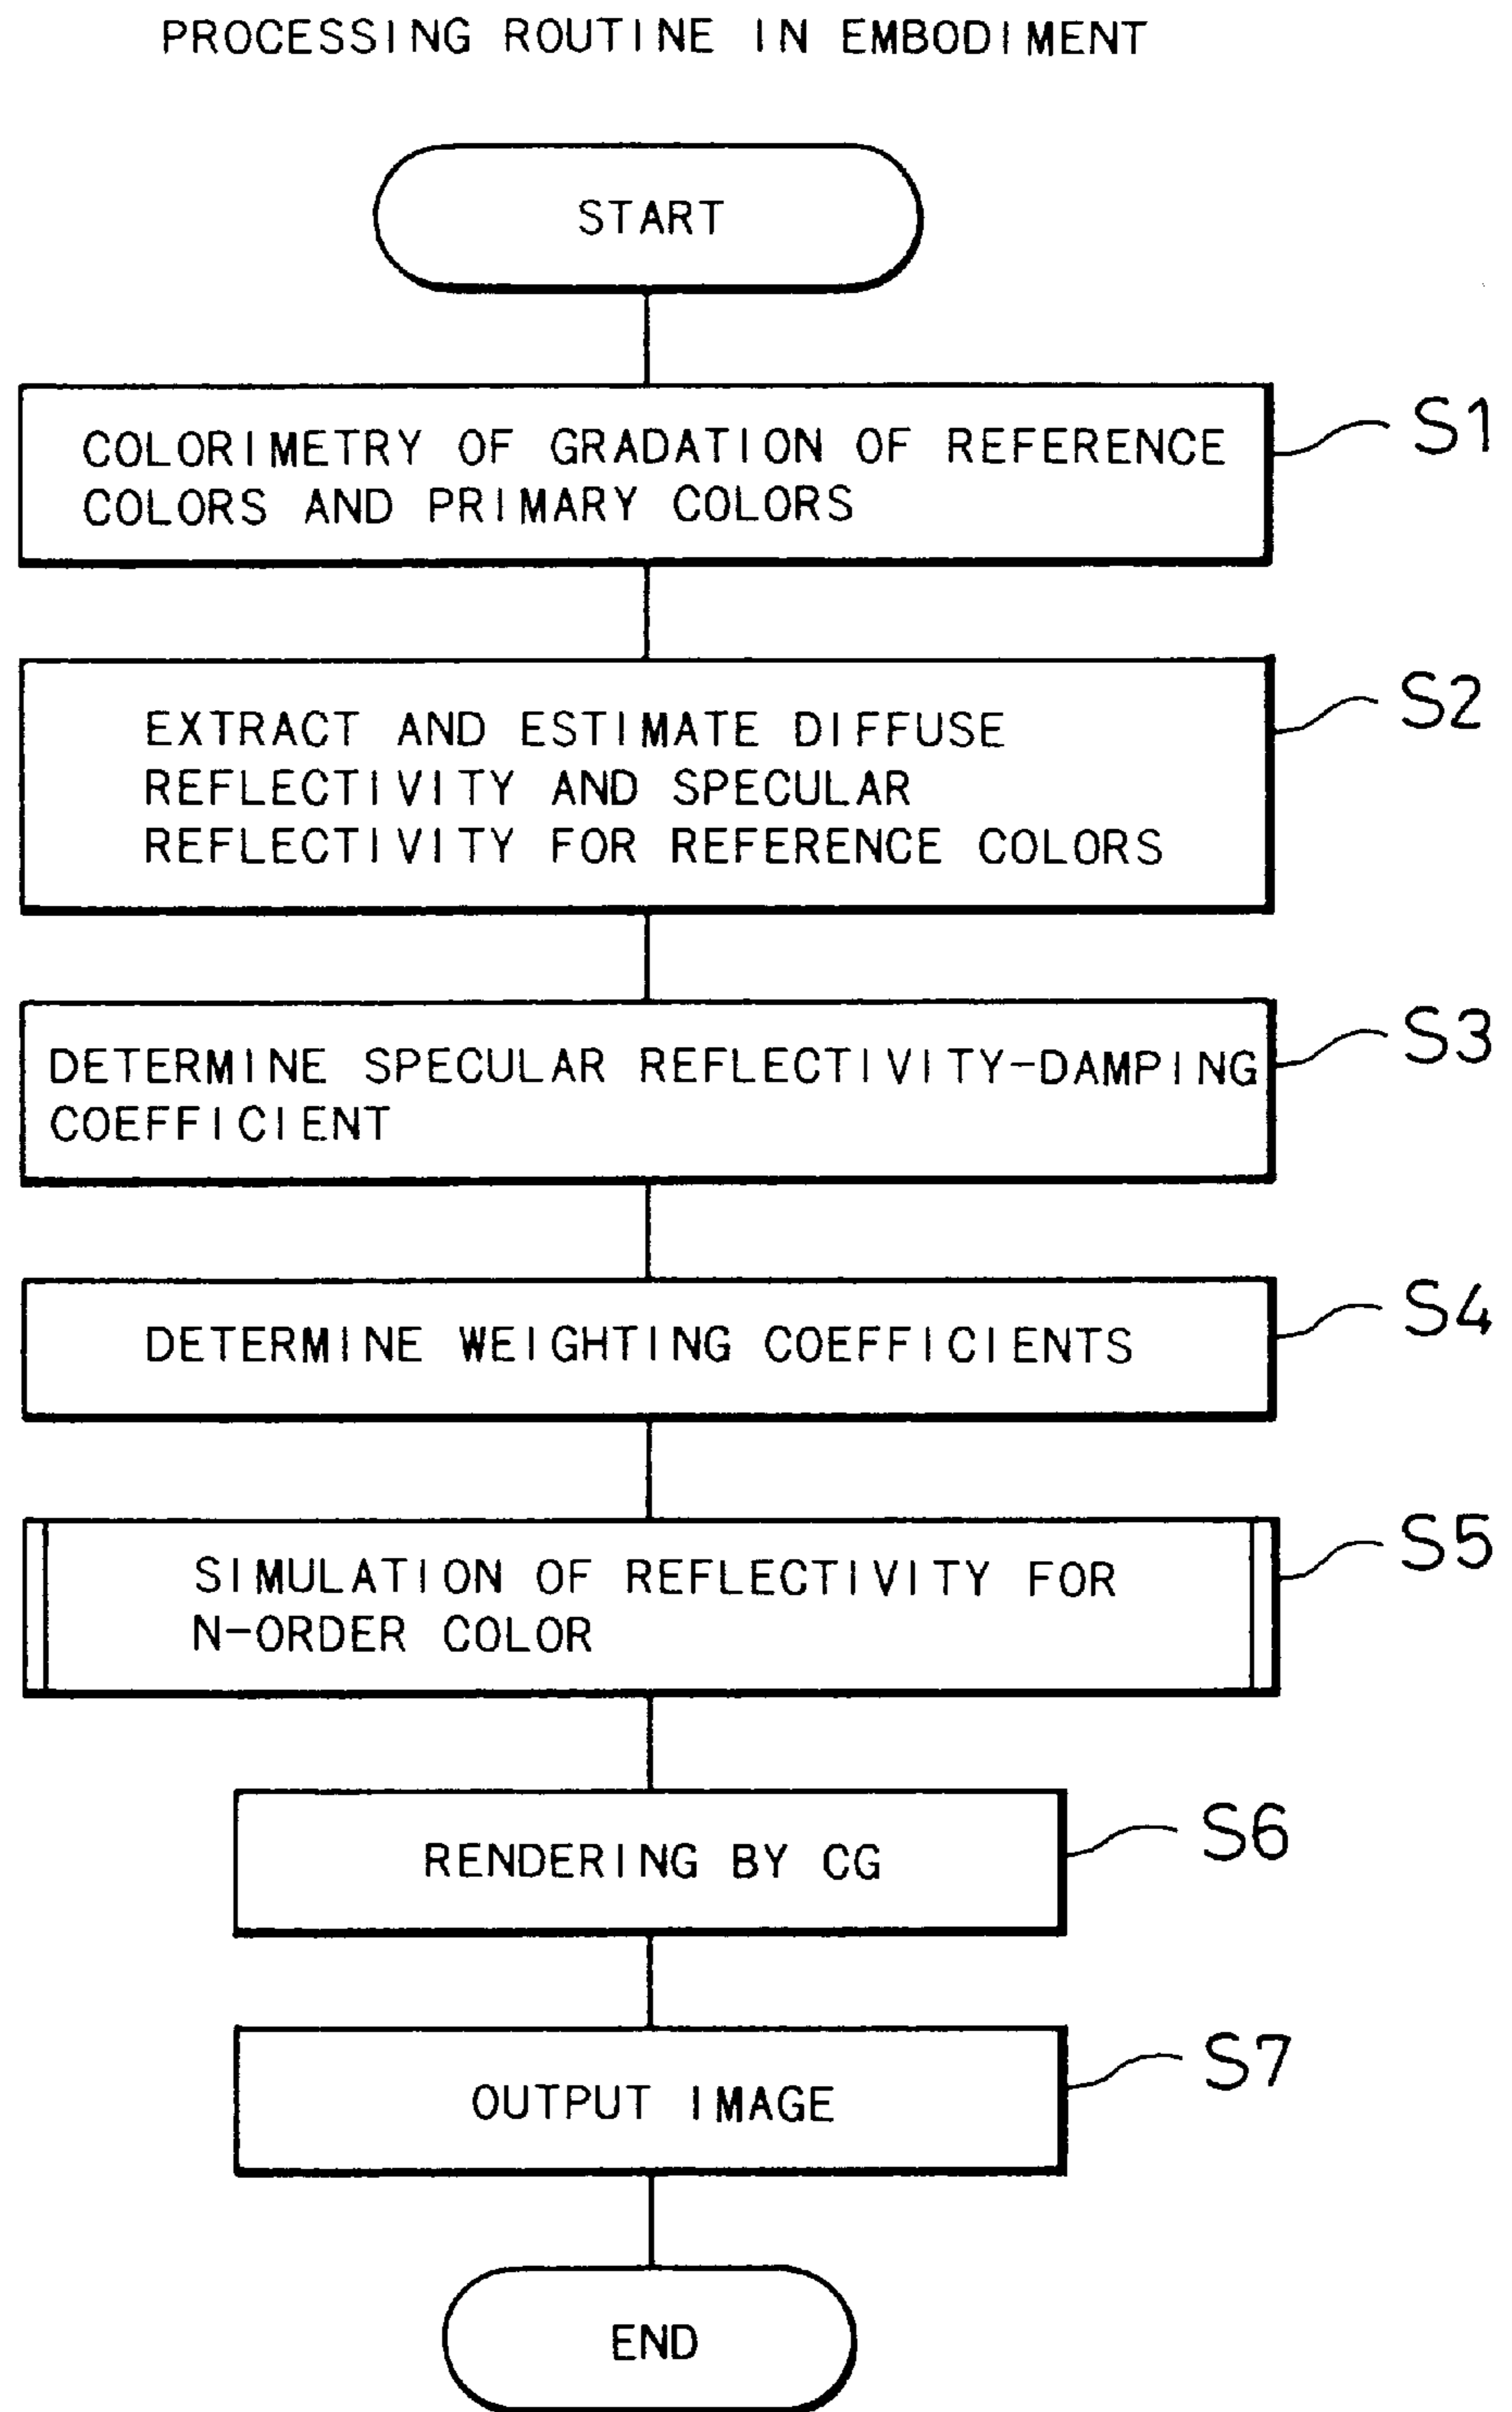 PROCESSING ROUTINE IN EMBODIMENT
START
COLORIMETRY OF GRADATION OF REFERENCE
COLORS AND PRIMARY COLORS
S1
EXTRACT AND ESTIMATE DIFFUSE
REFLECTIVITY AND SPECULAR
REFLECTIVITY FOR REFERENCE COLORS
S2
DETERMINE SPECULAR REFLECTIVITY-DAMPING
COEFFICIENT
S3
DETERMINE WEIGHTING COEFFICIENTS
S4
SIMULATION OF REFLECTIVITY FOR
N-ORDER COLOR
S5
RENDERING BY CG
S6
OUTPUT IMAGE
S7
END